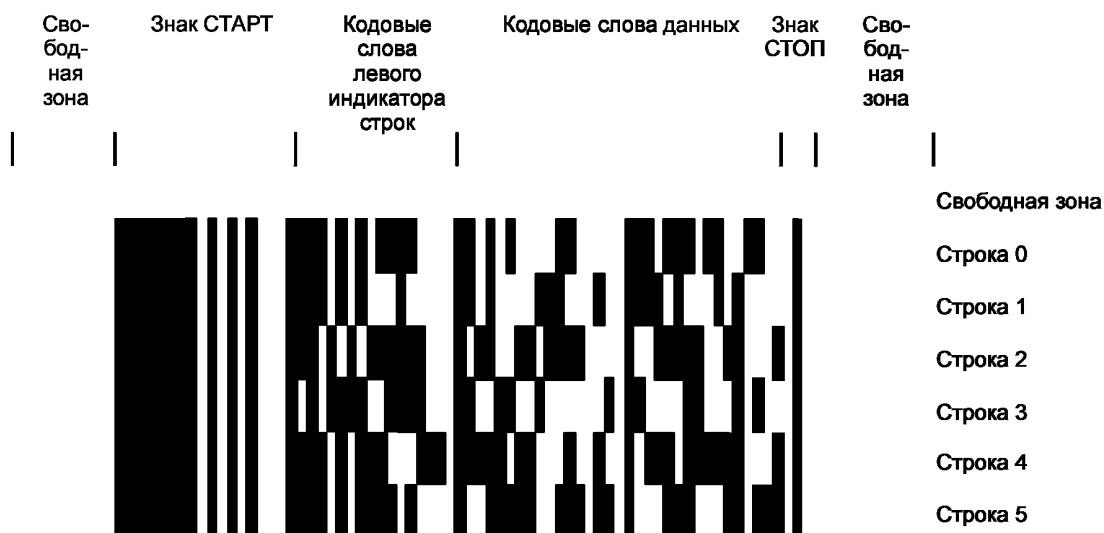 Сво-
бод-
ная
зона
Знак СТАРТ
Кодовые
слова
левого
индикатора
строк
Кодовые слова данных
Знак
СТОП
Сво-
бод-
ная
зона
Свободная зона
Строка 0
Строка 1
Строка 2
Строка 3
Строка 4
Строка 5